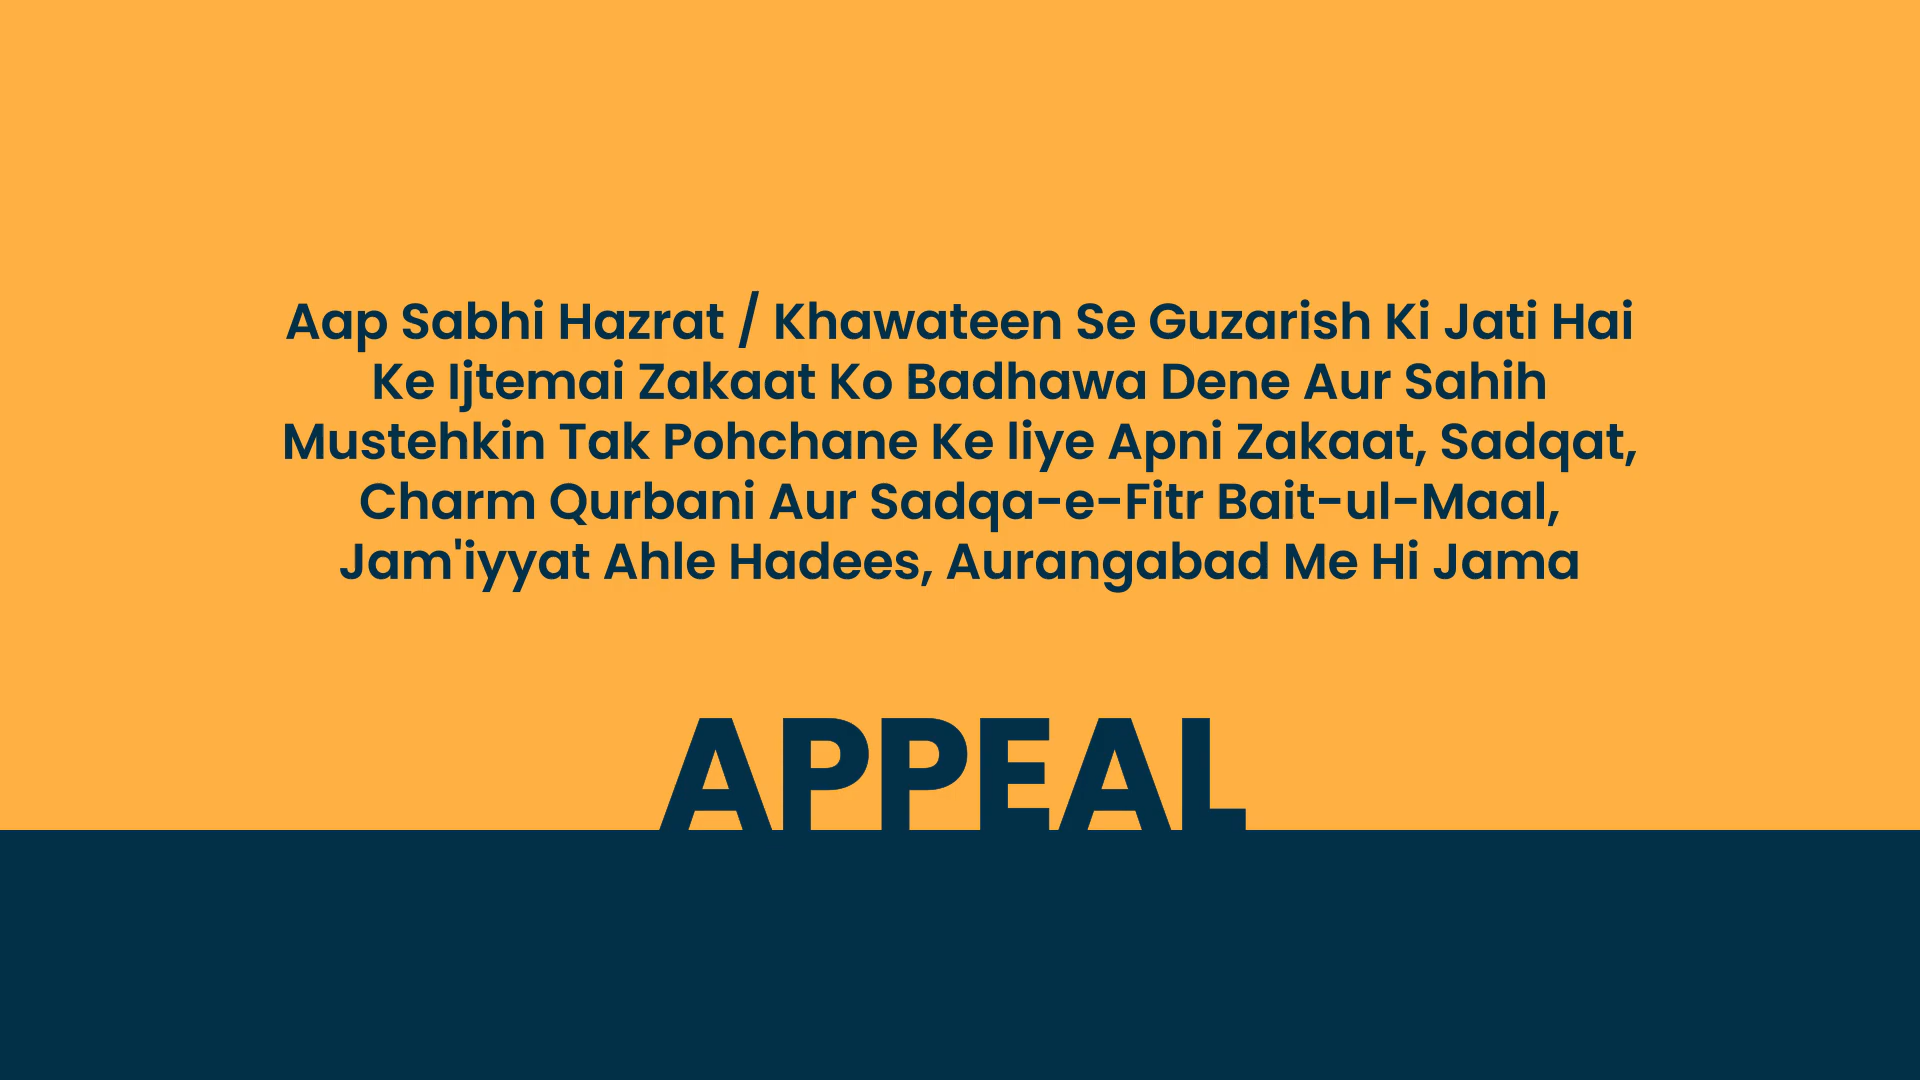 Aap Sabhi Hazrat / Khawateen Se Guzarish Ki Jati Hai
Ke Ijtemai Zakaat Ko Badhawa Dene Aur Sahih
Mustehkin Tak Pohchane Ke liye Apni Zakaat, Sadqat,
Charm Qurbani Aur Sadqa-e-Fitr Bait-ul-Maal,
Jam'iyyat Ahle Hadees, Aurangabad Me Hi Jama
APPEAL